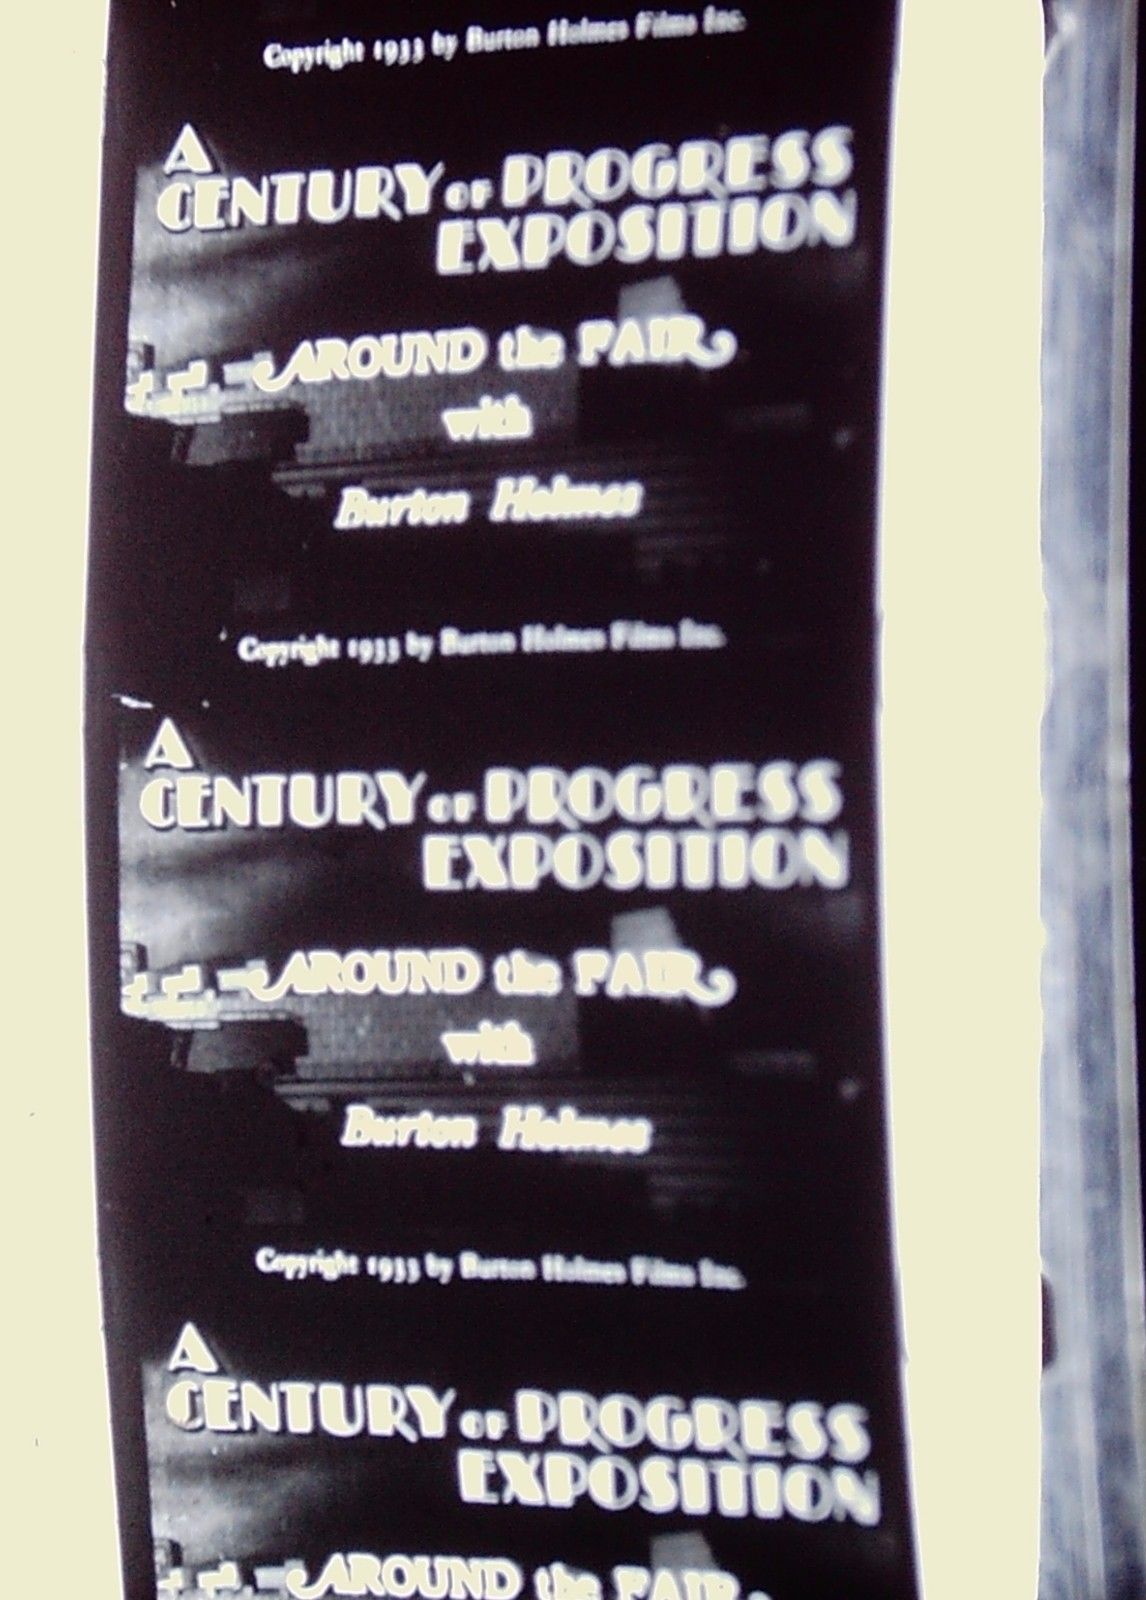 Copyright 1933 by Burton Holmes Films Inc.
A
CENTURY OF PROGRESS
EXPOSITION
AROUND the FAIR
with
Burton Holmes
Copyright 1933 by Burton Holmes Films Inc.
A
CENTURY OF PROGRESS
EXPOSITION
AROUND the FAIR
with
Burton Holmes
Copyright 1933 by Burton Holmes Films Inc.
A
CENTURY OF PROGRESS
EXPOSITION
AROUND the FAIR